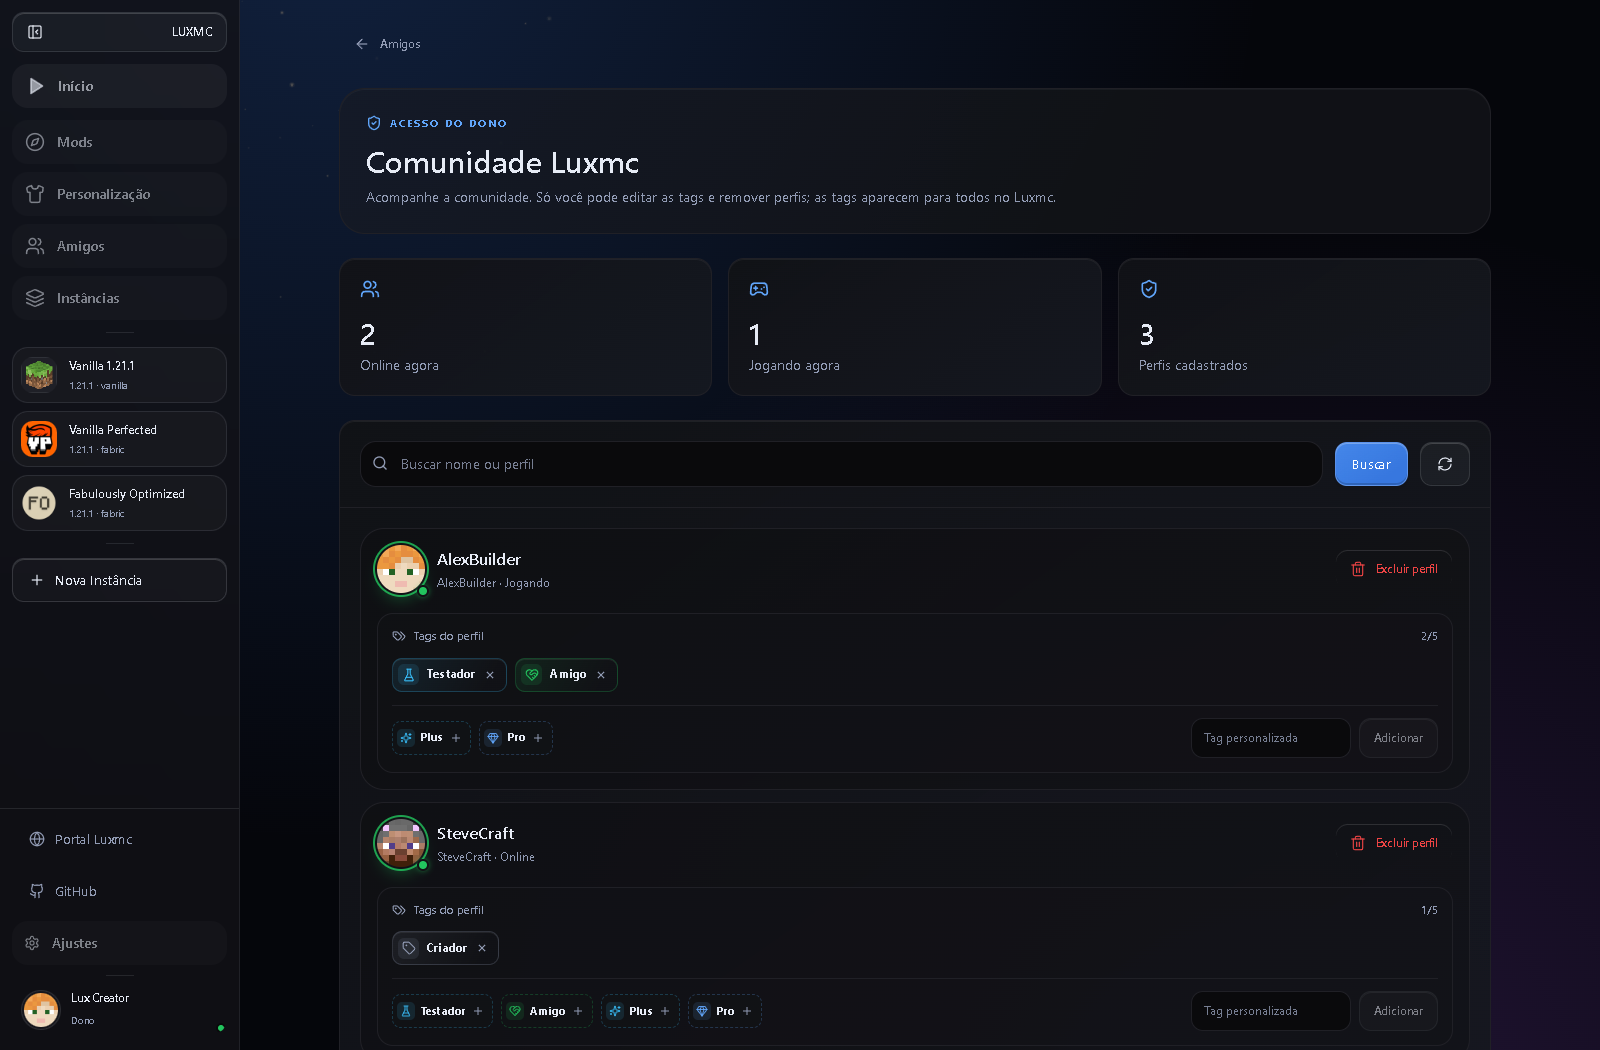 LUXMC
Início
Mods
Personalização
Amigos
Instâncias
Vanilla 1.21.1
1.21.1 · vanilla
Vanilla Perfected
1.21.1 · fabric
Fabulously Optimized
1.21.1 · fabric
Nova Instância
Portal Luxmc
GitHub
Ajustes
Lux Creator
Dono
Amigos
ACESSO DO DONO
Comunidade Luxmc
Acompanhe a comunidade. Só você pode editar as tags e remover perfis; as tags aparecem para todos no Luxmc.
2
Online agora
1
Jogando agora
3
Perfis cadastrados
Buscar nome ou perfil
Buscar
AlexBuilder
AlexBuilder · Jogando
Excluir perfil
Tags do perfil
2/5
Testador
Amigo
Plus
Pro
Tag personalizada
Adicionar
SteveCraft
SteveCraft · Online
Excluir perfil
Tags do perfil
1/5
Criador
Testador
Amigo
Plus
Pro
Tag personalizada
Adicionar
VP
FO